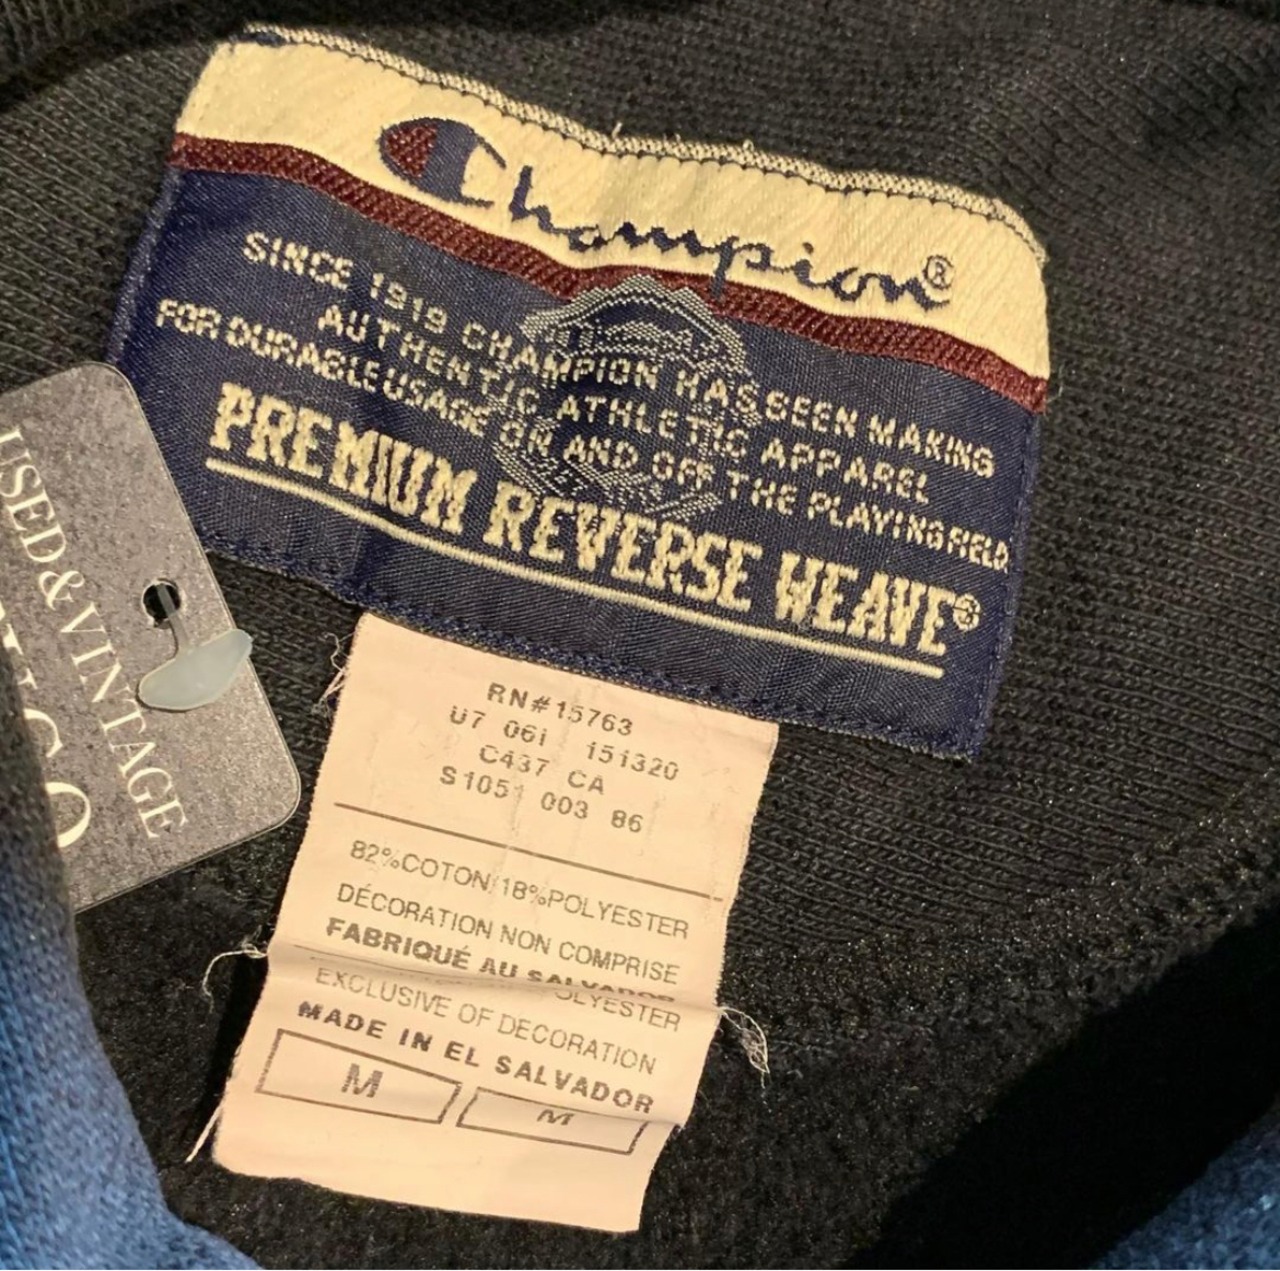 Champion®
SINCE 1919 CHAMPION HAS BEEN MAKING
AUTHENTIC ATHLETIC APPAREL
FOR DURABLE USAGE ON AND OFF THE PLAYING FIELD.
PREMIUM REVERSE WEAVE®
USED & VINTAGE
RN#15763
U7 061 151320
C437 CA
S1051 003 86
82%COTON/18%POLYESTER
DÉCORATION NON COMPRISE
FABRIQUÉ AU SALVADOR
OLYESTER
EXCLUSIVE OF DECORATION
MADE IN EL SALVADOR
M M